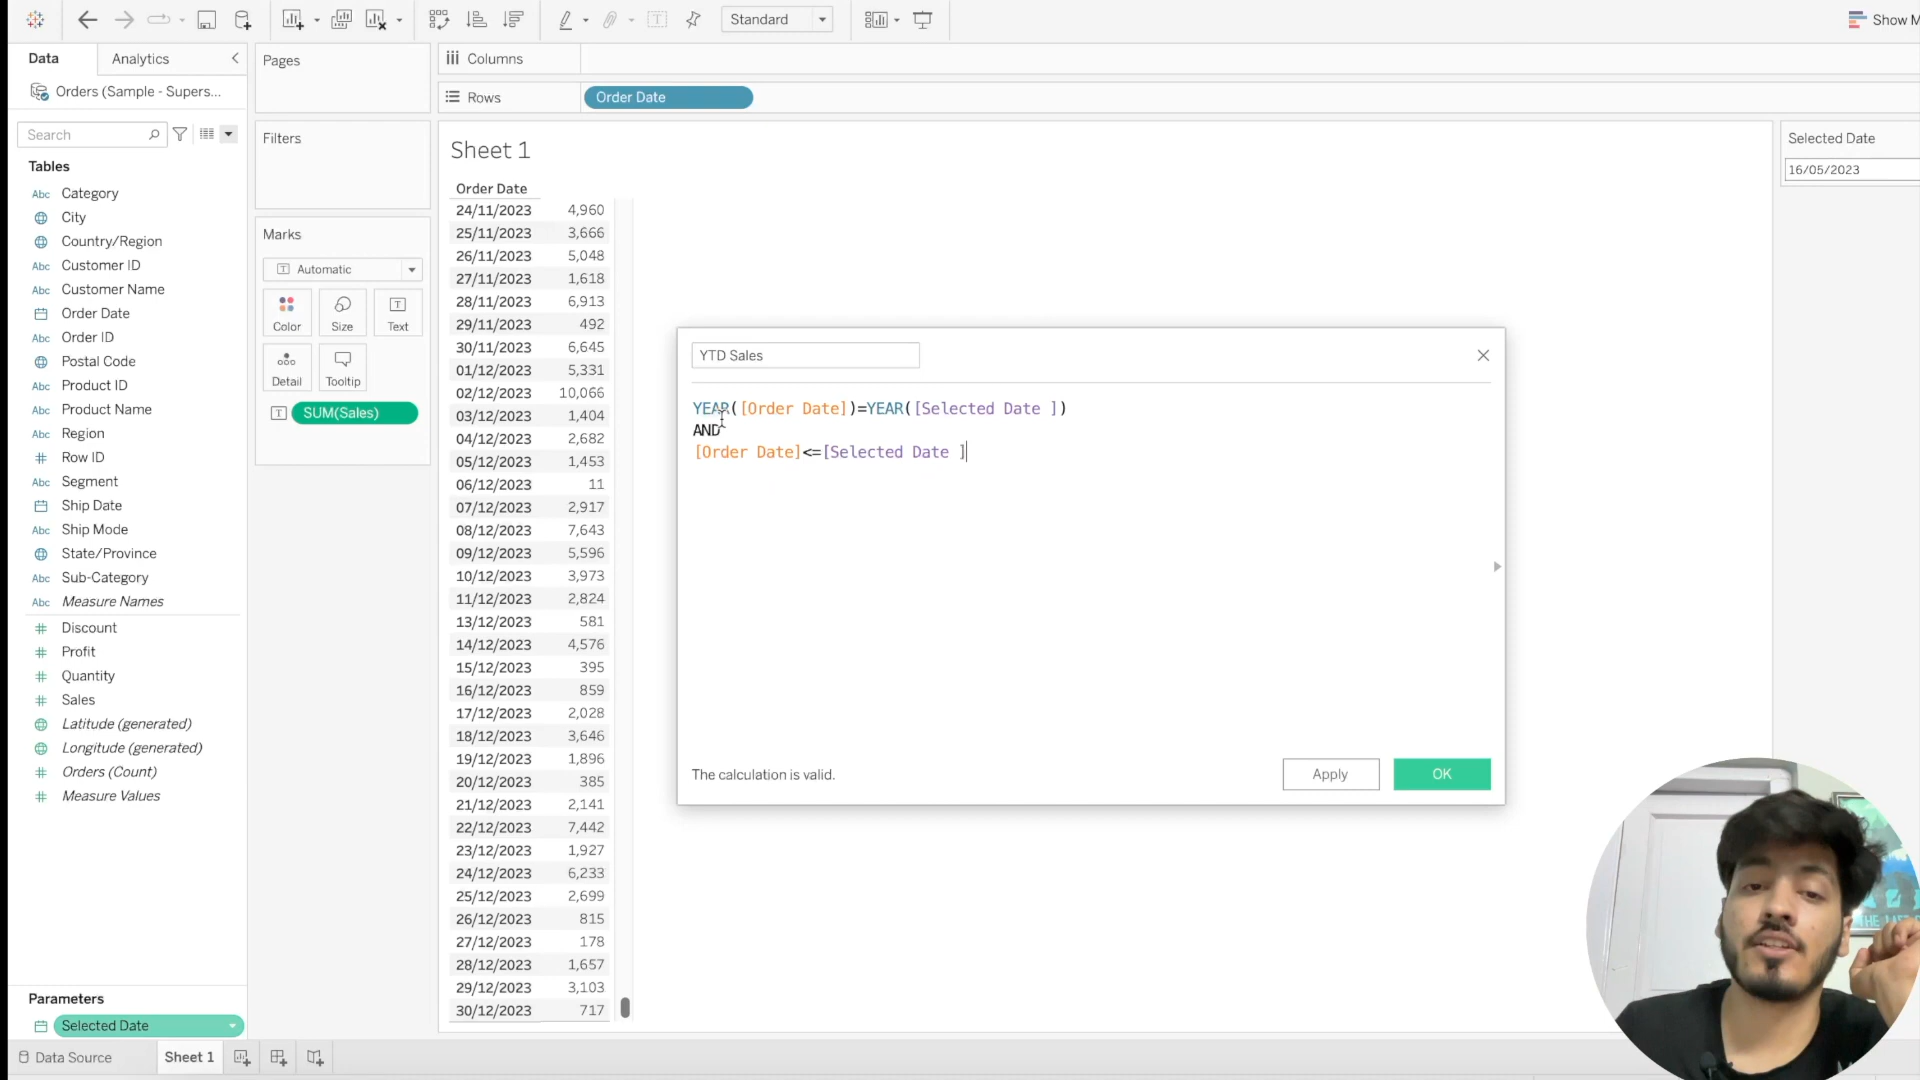 Standard
Show M
Data
Analytics
Pages
Columns
Orders (Sample - Supers...
Rows
Order Date
Search
Filters
Sheet 1
Selected Date
16/05/2023
Tables
Abc Category
City
Country/Region
Abc Customer ID
Abc Customer Name
Order Date
Abc Order ID
Postal Code
Abc Product ID
Abc Product Name
Abc Region
# Row ID
Abc Segment
Ship Date
Abc Ship Mode
State/Province
Abc Sub-Category
Abc Measure Names
# Discount
# Profit
# Quantity
# Sales
Latitude (generated)
Longitude (generated)
# Orders (Count)
# Measure Values
Parameters
Selected Date
Marks
T Automatic
Color
Size
T
Text
Detail
Tooltip
T SUM(Sales)
Order Date
24/11/2023 4,960
25/11/2023 3,666
26/11/2023 5,048
27/11/2023 1,618
28/11/2023 6,913
29/11/2023 492
30/11/2023 6,645
01/12/2023 5,331
02/12/2023 10,066
03/12/2023 1,404
04/12/2023 2,682
05/12/2023 1,453
06/12/2023 11
07/12/2023 2,917
08/12/2023 7,643
09/12/2023 5,596
10/12/2023 3,973
11/12/2023 2,824
13/12/2023 581
14/12/2023 4,576
15/12/2023 395
16/12/2023 859
17/12/2023 2,028
18/12/2023 3,646
19/12/2023 1,896
20/12/2023 385
21/12/2023 2,141
22/12/2023 7,442
23/12/2023 1,927
24/12/2023 6,233
25/12/2023 2,699
26/12/2023 815
27/12/2023 178
28/12/2023 1,657
29/12/2023 3,103
30/12/2023 717
YTD Sales
YEAR([Order Date])=YEAR([Selected Date ])
AND
[Order Date]<=[Selected Date ]
The calculation is valid.
Apply
OK
Data Source
Sheet 1